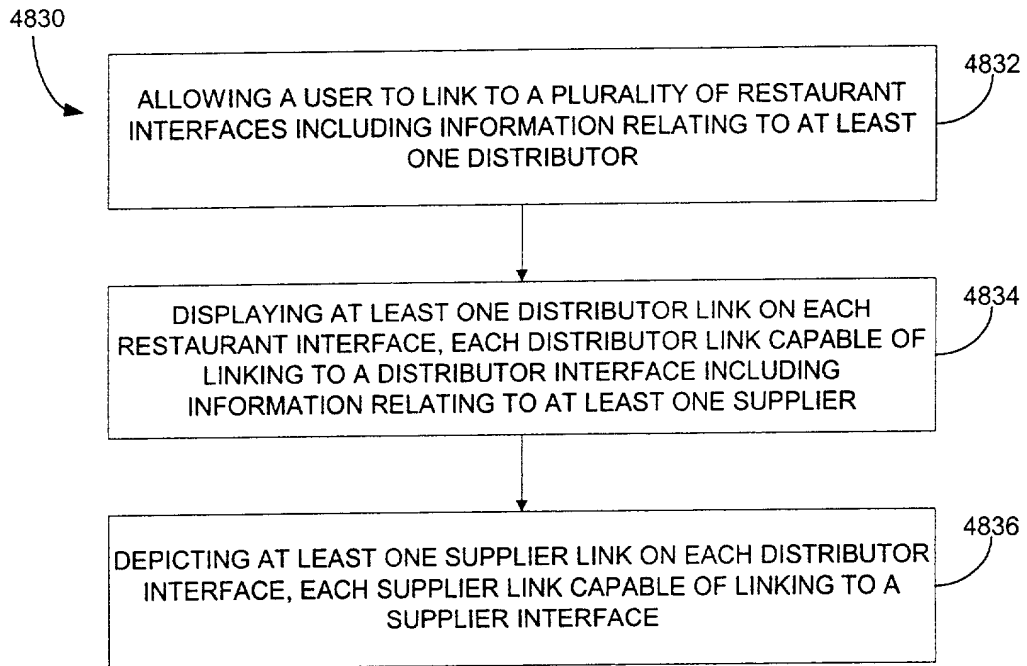 4830
4832
ALLOWING A USER TO LINK TO A PLURALITY OF RESTAURANT
INTERFACES INCLUDING INFORMATION RELATING TO AT LEAST
ONE DISTRIBUTOR
4834
DISPLAYING AT LEAST ONE DISTRIBUTOR LINK ON EACH
RESTAURANT INTERFACE, EACH DISTRIBUTOR LINK CAPABLE OF
LINKING TO A DISTRIBUTOR INTERFACE INCLUDING
INFORMATION RELATING TO AT LEAST ONE SUPPLIER
4836
DEPICTING AT LEAST ONE SUPPLIER LINK ON EACH DISTRIBUTOR
INTERFACE, EACH SUPPLIER LINK CAPABLE OF LINKING TO A
SUPPLIER INTERFACE